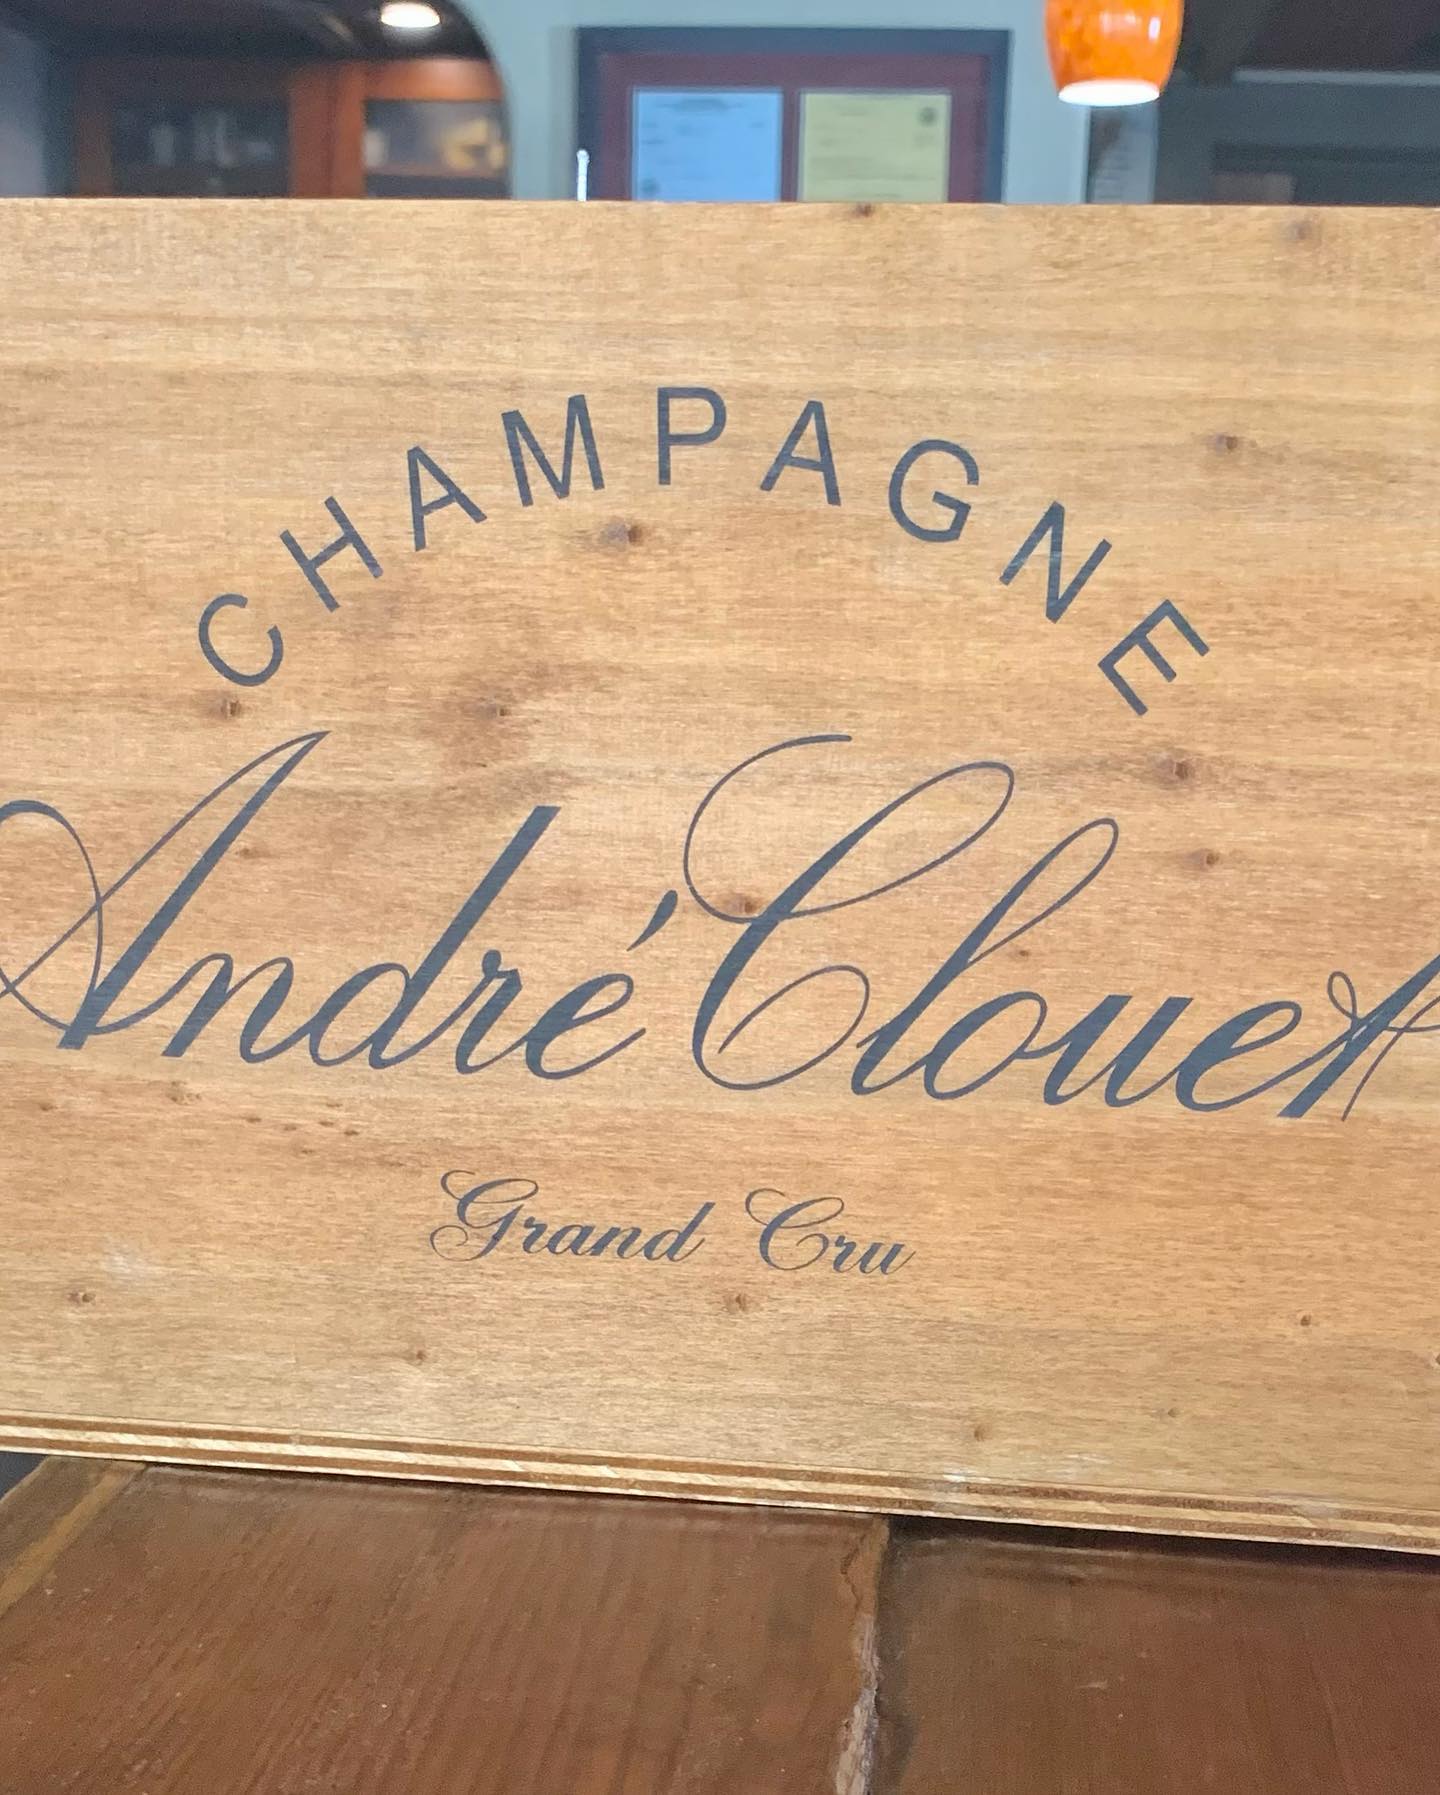 CHAMPAGNE
André Clouet
Grand Cru